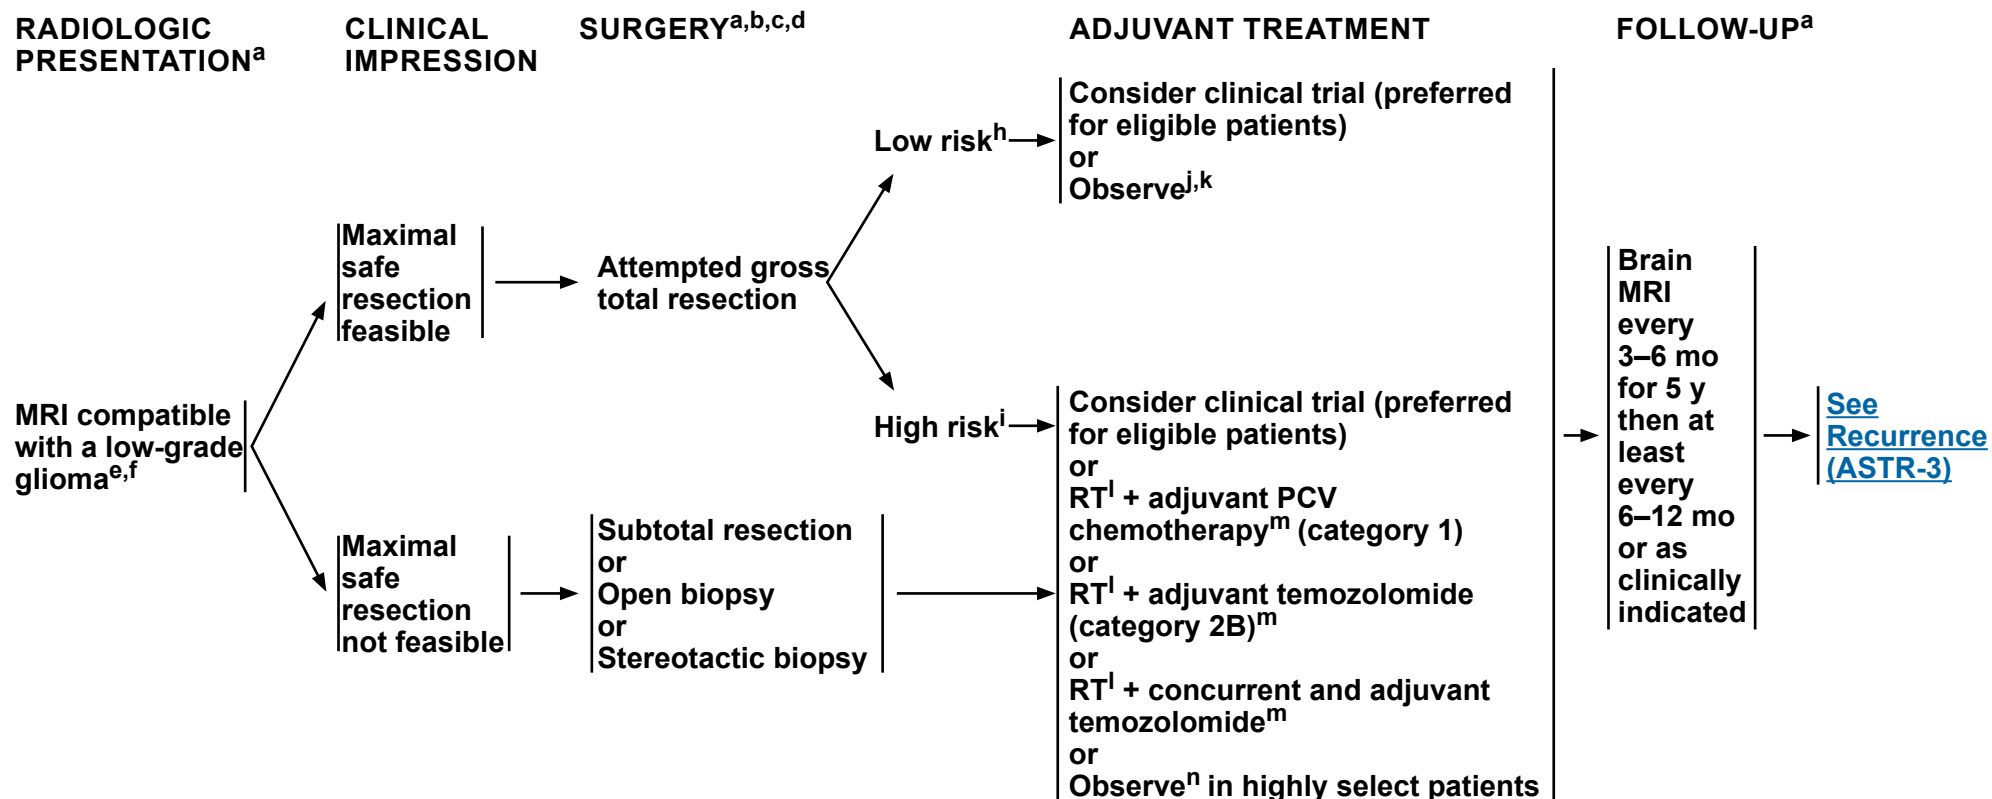 RADIOLOGIC
PRESENTATIONa
CLINICAL
IMPRESSION
SURGERYa,b,c,d
ADJUVANT TREATMENT
FOLLOW-UPa
MRI compatible
with a low-grade
gliomae,f
Maximal
safe
resection
feasible
Attempted gross
total resection
Low riskh
Consider clinical trial (preferred
for eligible patients)
or
Observej,k
High riski
Consider clinical trial (preferred
for eligible patients)
or
RTl + adjuvant PCV
chemotherapym (category 1)
or
RTl + adjuvant temozolomide
(category 2B)m
or
RTl + concurrent and adjuvant
temozolomidem
or
Observen in highly select patients
Maximal
safe
resection
not feasible
Subtotal resection
or
Open biopsy
or
Stereotactic biopsy
Brain
MRI
every
3–6 mo
for 5 y
then at
least
every
6–12 mo
or as
clinically
indicated
See
Recurrence
(ASTR-3)